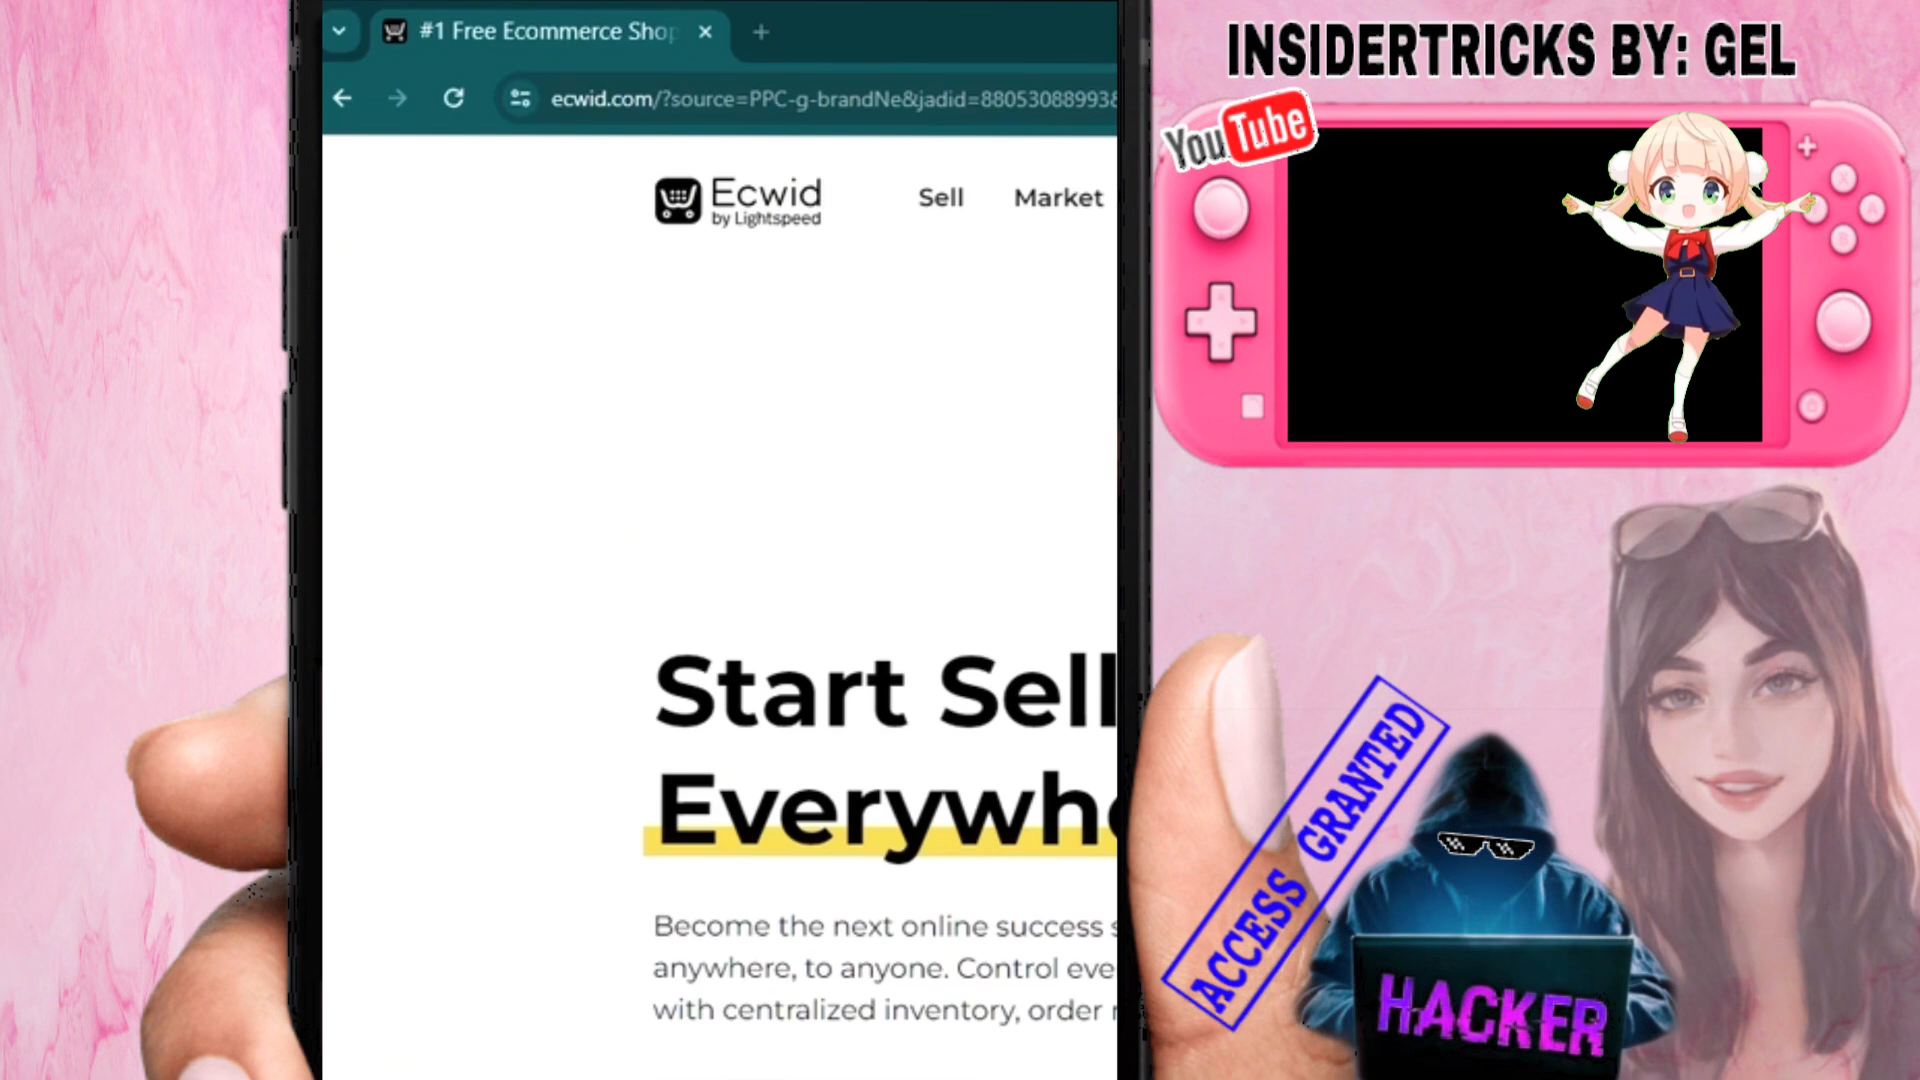 #1 Free Ecommerce Shop
ecwid.com/?source=PPC-g-brandNe&jadid=88053088993
Ecwid
by Lightspeed
Sell
Market
Start Sell
Everywhe
Become the next online success s
anywhere, to anyone. Control eve
with centralized inventory, order
INSIDERTRICKS BY: GEL
YouTube
X
A
B
ACCESS GRANTED
HACKER